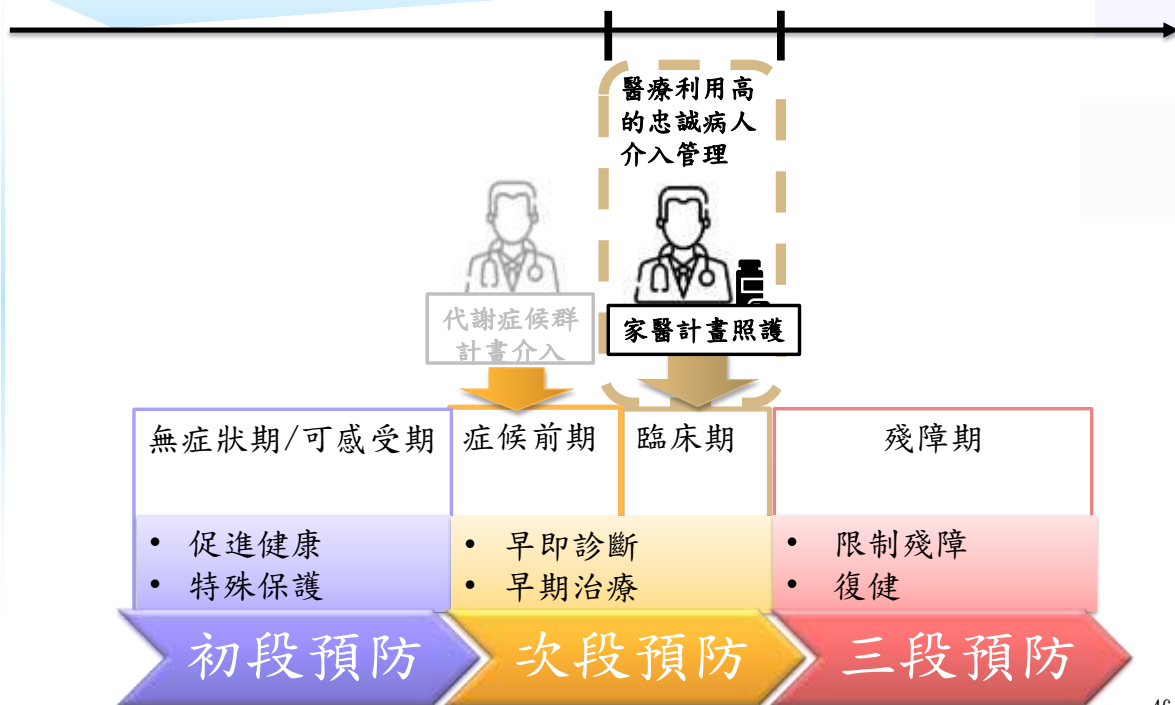 醫療利用高
的忠誠病人
介入管理
代謝症候群
計畫介入
家醫計畫照護
無症狀期/可感受期
症候前期
臨床期
殘障期
• 促進健康
• 特殊保護
• 早即診斷
• 早期治療
• 限制殘障
• 復健
初段預防
次段預防
三段預防